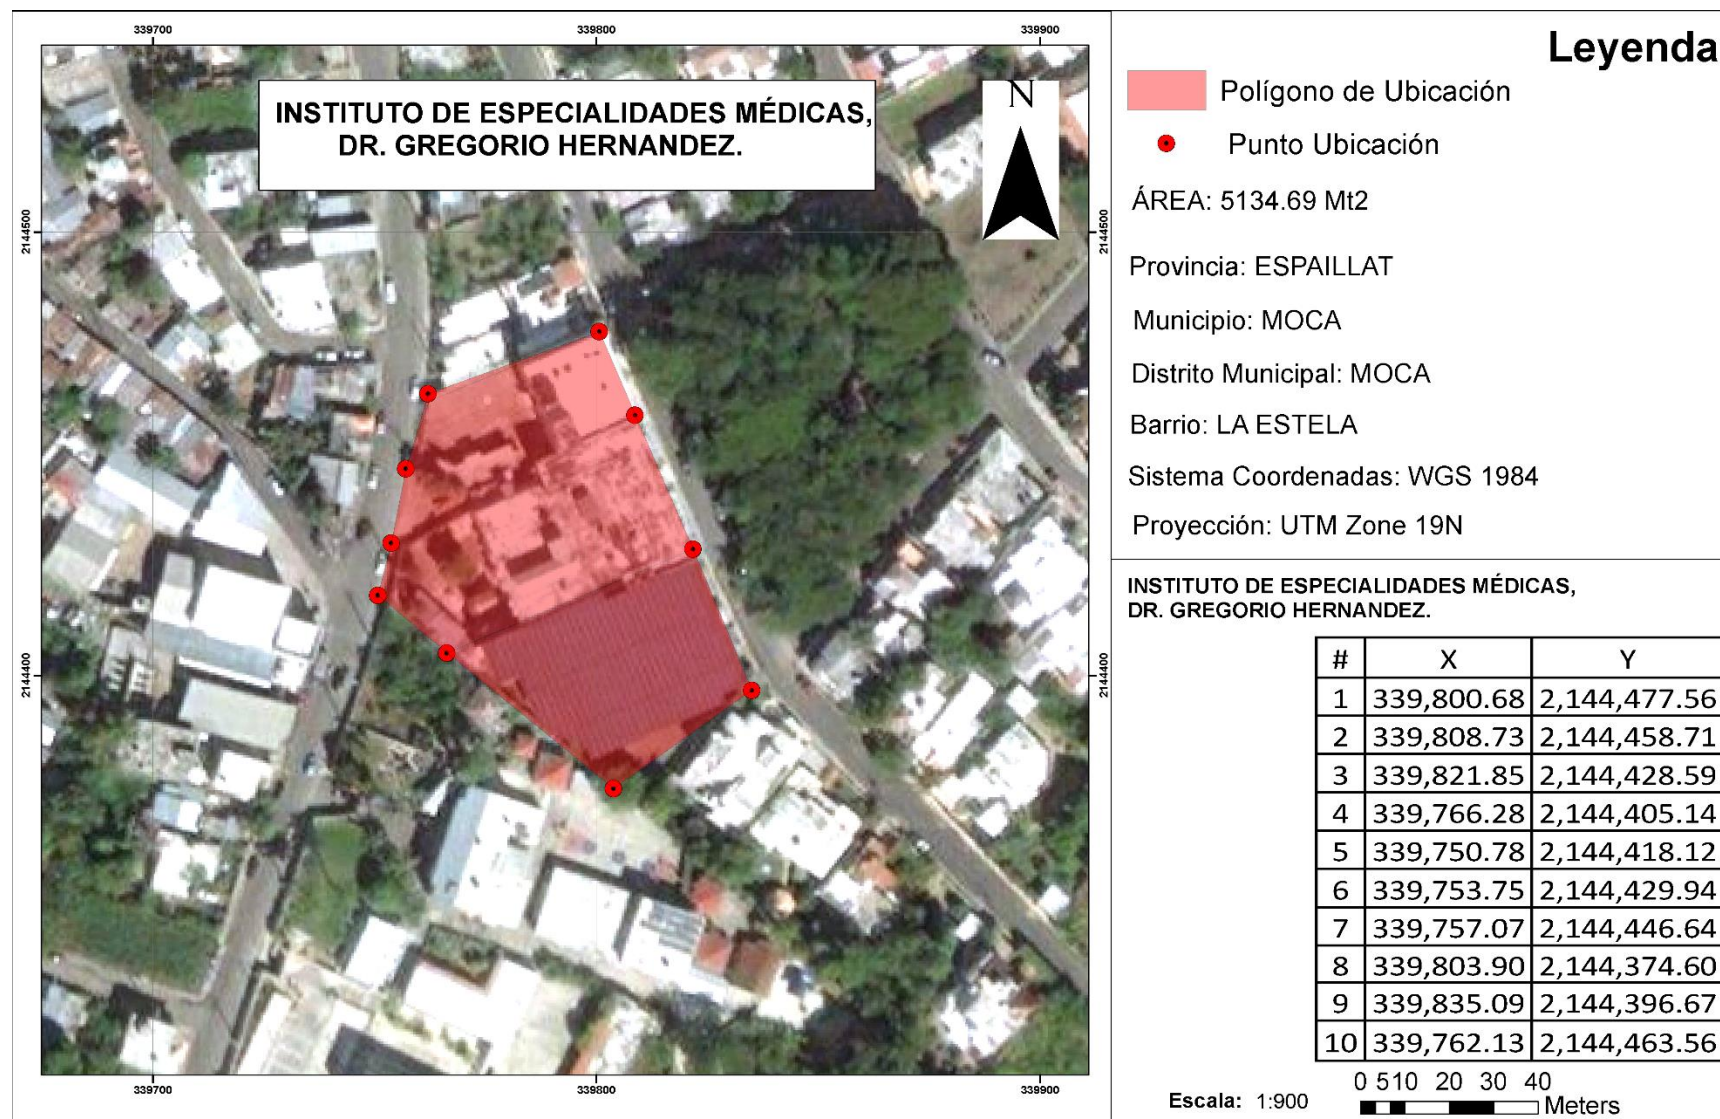 339700
339800
339900
INSTITUTO DE ESPECIALIDADES MÉDICAS,
DR. GREGORIO HERNANDEZ.
N
2144500
2144500
2144400
2144400
339700
339800
339900
Leyenda
Polígono de Ubicación
Punto Ubicación
ÁREA: 5134.69 Mt2
Provincia: ESPAILLAT
Municipio: MOCA
Distrito Municipal: MOCA
Barrio: LA ESTELA
Sistema Coordenadas: WGS 1984
Proyección: UTM Zone 19N
INSTITUTO DE ESPECIALIDADES MÉDICAS,
DR. GREGORIO HERNANDEZ.
# X Y
1 339,800.68 2,144,477.56
2 339,808.73 2,144,458.71
3 339,821.85 2,144,428.59
4 339,766.28 2,144,405.14
5 339,750.78 2,144,418.12
6 339,753.75 2,144,429.94
7 339,757.07 2,144,446.64
8 339,803.90 2,144,374.60
9 339,835.09 2,144,396.67
10 339,762.13 2,144,463.56
0 510 20 30 40
Escala: 1:900
Meters